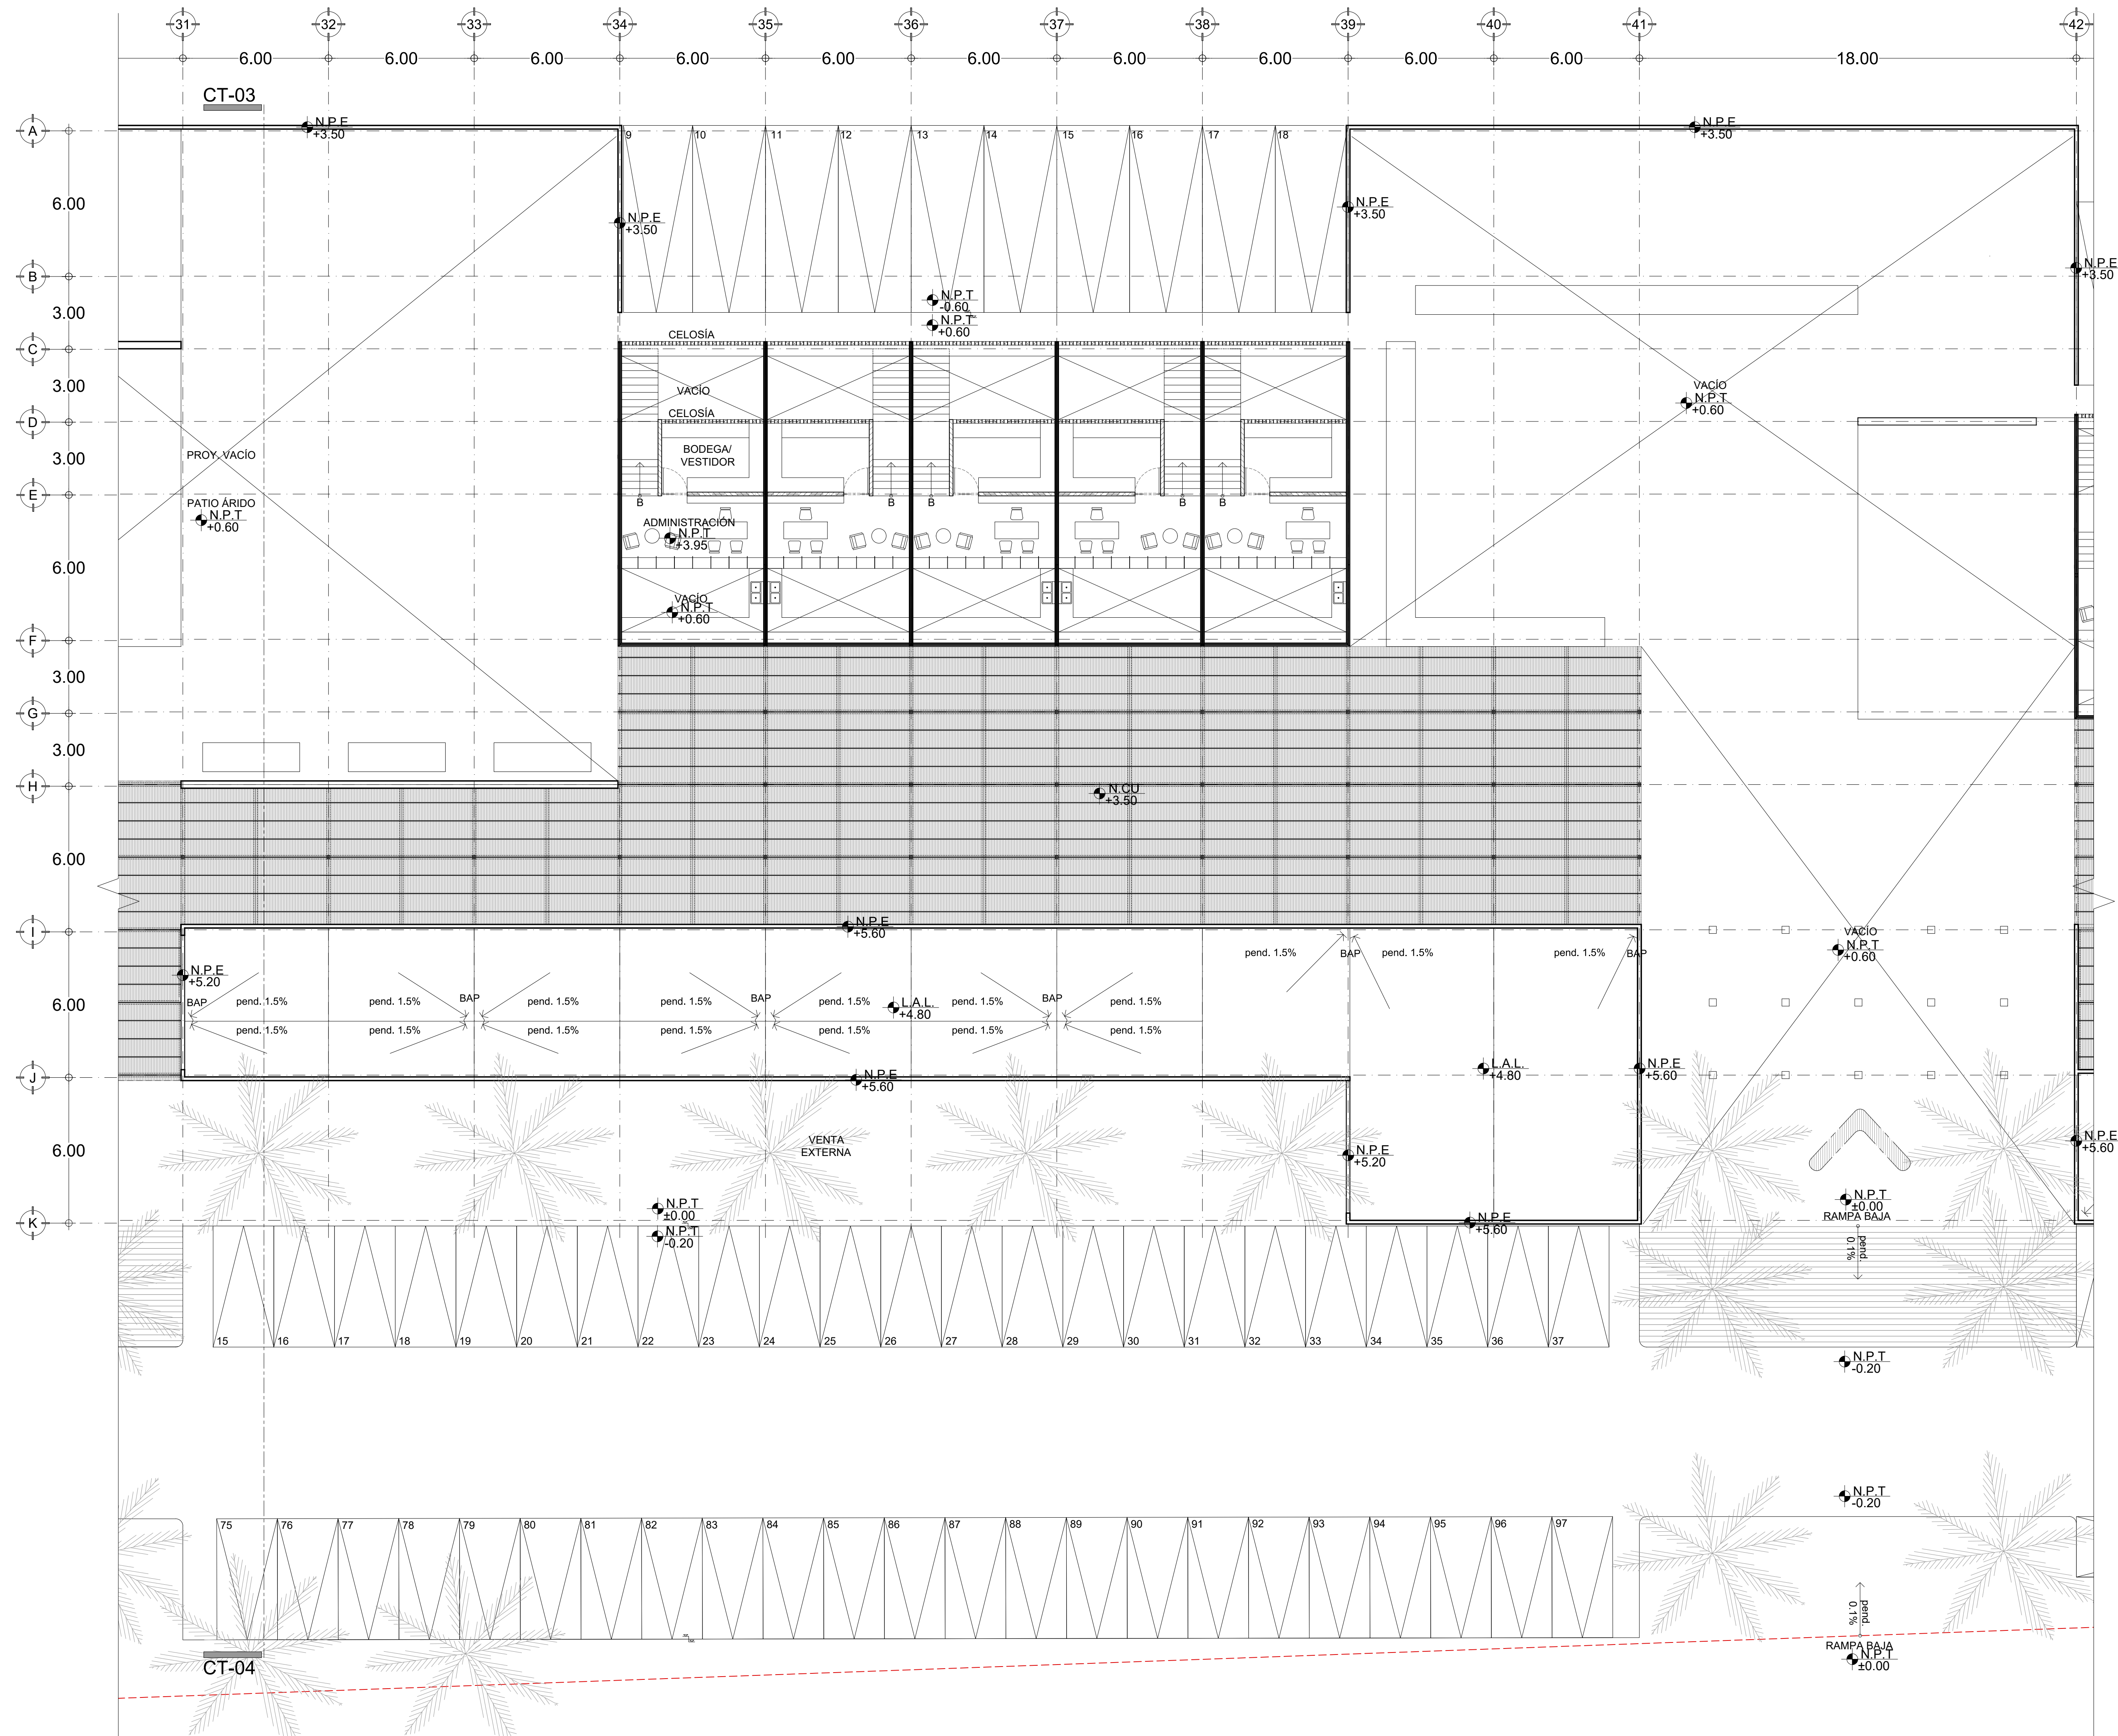 31 32 33 34 35 36 37 38 39 40 41 42
6.00 6.00 6.00 6.00 6.00 6.00 6.00 6.00 6.00 6.00 18.00
CT-03
A
N.P.E
+3.50
N.P.E
+3.50
9 10 11 12 13 14 15 16 17 18
6.00
N.P.E
+3.50
N.P.E
+3.50
B
N.P.E
+3.50
N.P.T
-0.60
3.00
N.P.T
+0.60
CELOSÍA
C
3.00
VACÍO
VACÍO
N.P.T
+0.60
CELOSÍA
D
3.00
PROY. VACÍO
BODEGA/
VESTIDOR
E
B B B B B
PATIO ÁRIDO
N.P.T
+0.60
ADMINISTRACIÓN
N.P.T
+3.95
6.00
VACÍO
N.P.T
+0.60
F
3.00
G
3.00
H
N.CU
+3.50
6.00
I
N.P.E
+5.60
VACÍO
N.P.T
+0.60
pend. 1.5% BAP pend. 1.5% pend. 1.5% BAP
N.P.E
+5.20
BAP pend. 1.5% pend. 1.5% BAP pend. 1.5% pend. 1.5% BAP pend. 1.5% pend. 1.5% BAP pend. 1.5%
6.00
L.A.L.
+4.80
pend. 1.5% pend. 1.5% pend. 1.5% pend. 1.5% pend. 1.5% pend. 1.5% pend. 1.5%
J
N.P.E
+5.60
L.A.L.
+4.80
N.P.E
+5.60
VENTA
EXTERNA
6.00
N.P.E
+5.20
N.P.E
+5.60
N.P.T
±0.00
N.P.T
±0.00
RAMPA BAJA
K
N.P.E
+5.60
N.P.T
-0.20
pend.
0.1%
15 16 17 18 19 20 21 22 23 24 25 26 27 28 29 30 31 32 33 34 35 36 37
N.P.T
-0.20
N.P.T
-0.20
75 76 77 78 79 80 81 82 83 84 85 86 87 88 89 90 91 92 93 94 95 96 97
pend.
0.1%
RAMPA BAJA
N.P.T
±0.00
CT-04